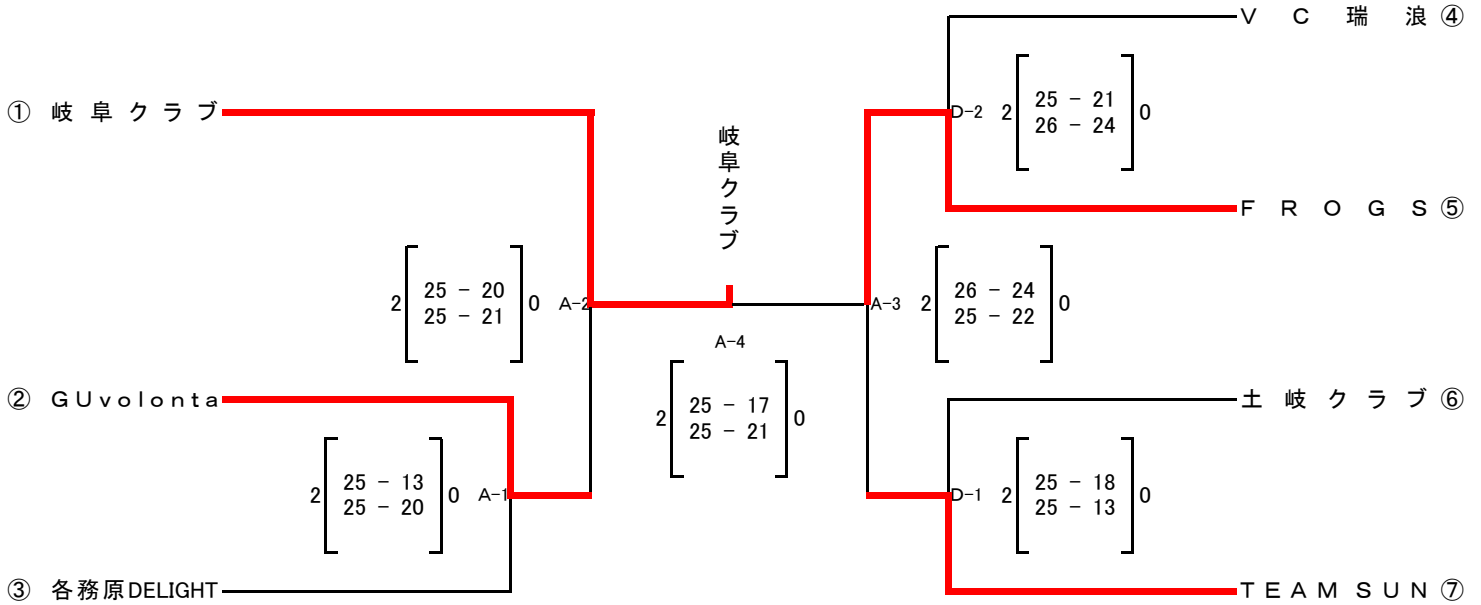 V C 瑞 浪 ④
① 岐 阜 ク ラ ブ
D-2 2 25 - 21 0
26 - 24
岐阜クラブ
F R O G S ⑤
2 25 - 20 0 A-2
25 - 21
A-3 2 26 - 24 0
25 - 22
A-4
2 25 - 17 0
25 - 21
② GUvolonta
土 岐 ク ラ ブ ⑥
2 25 - 13 0 A-1
25 - 20
D-1 2 25 - 18 0
25 - 13
③ 各務原DELIGHT
TEAM SUN ⑦